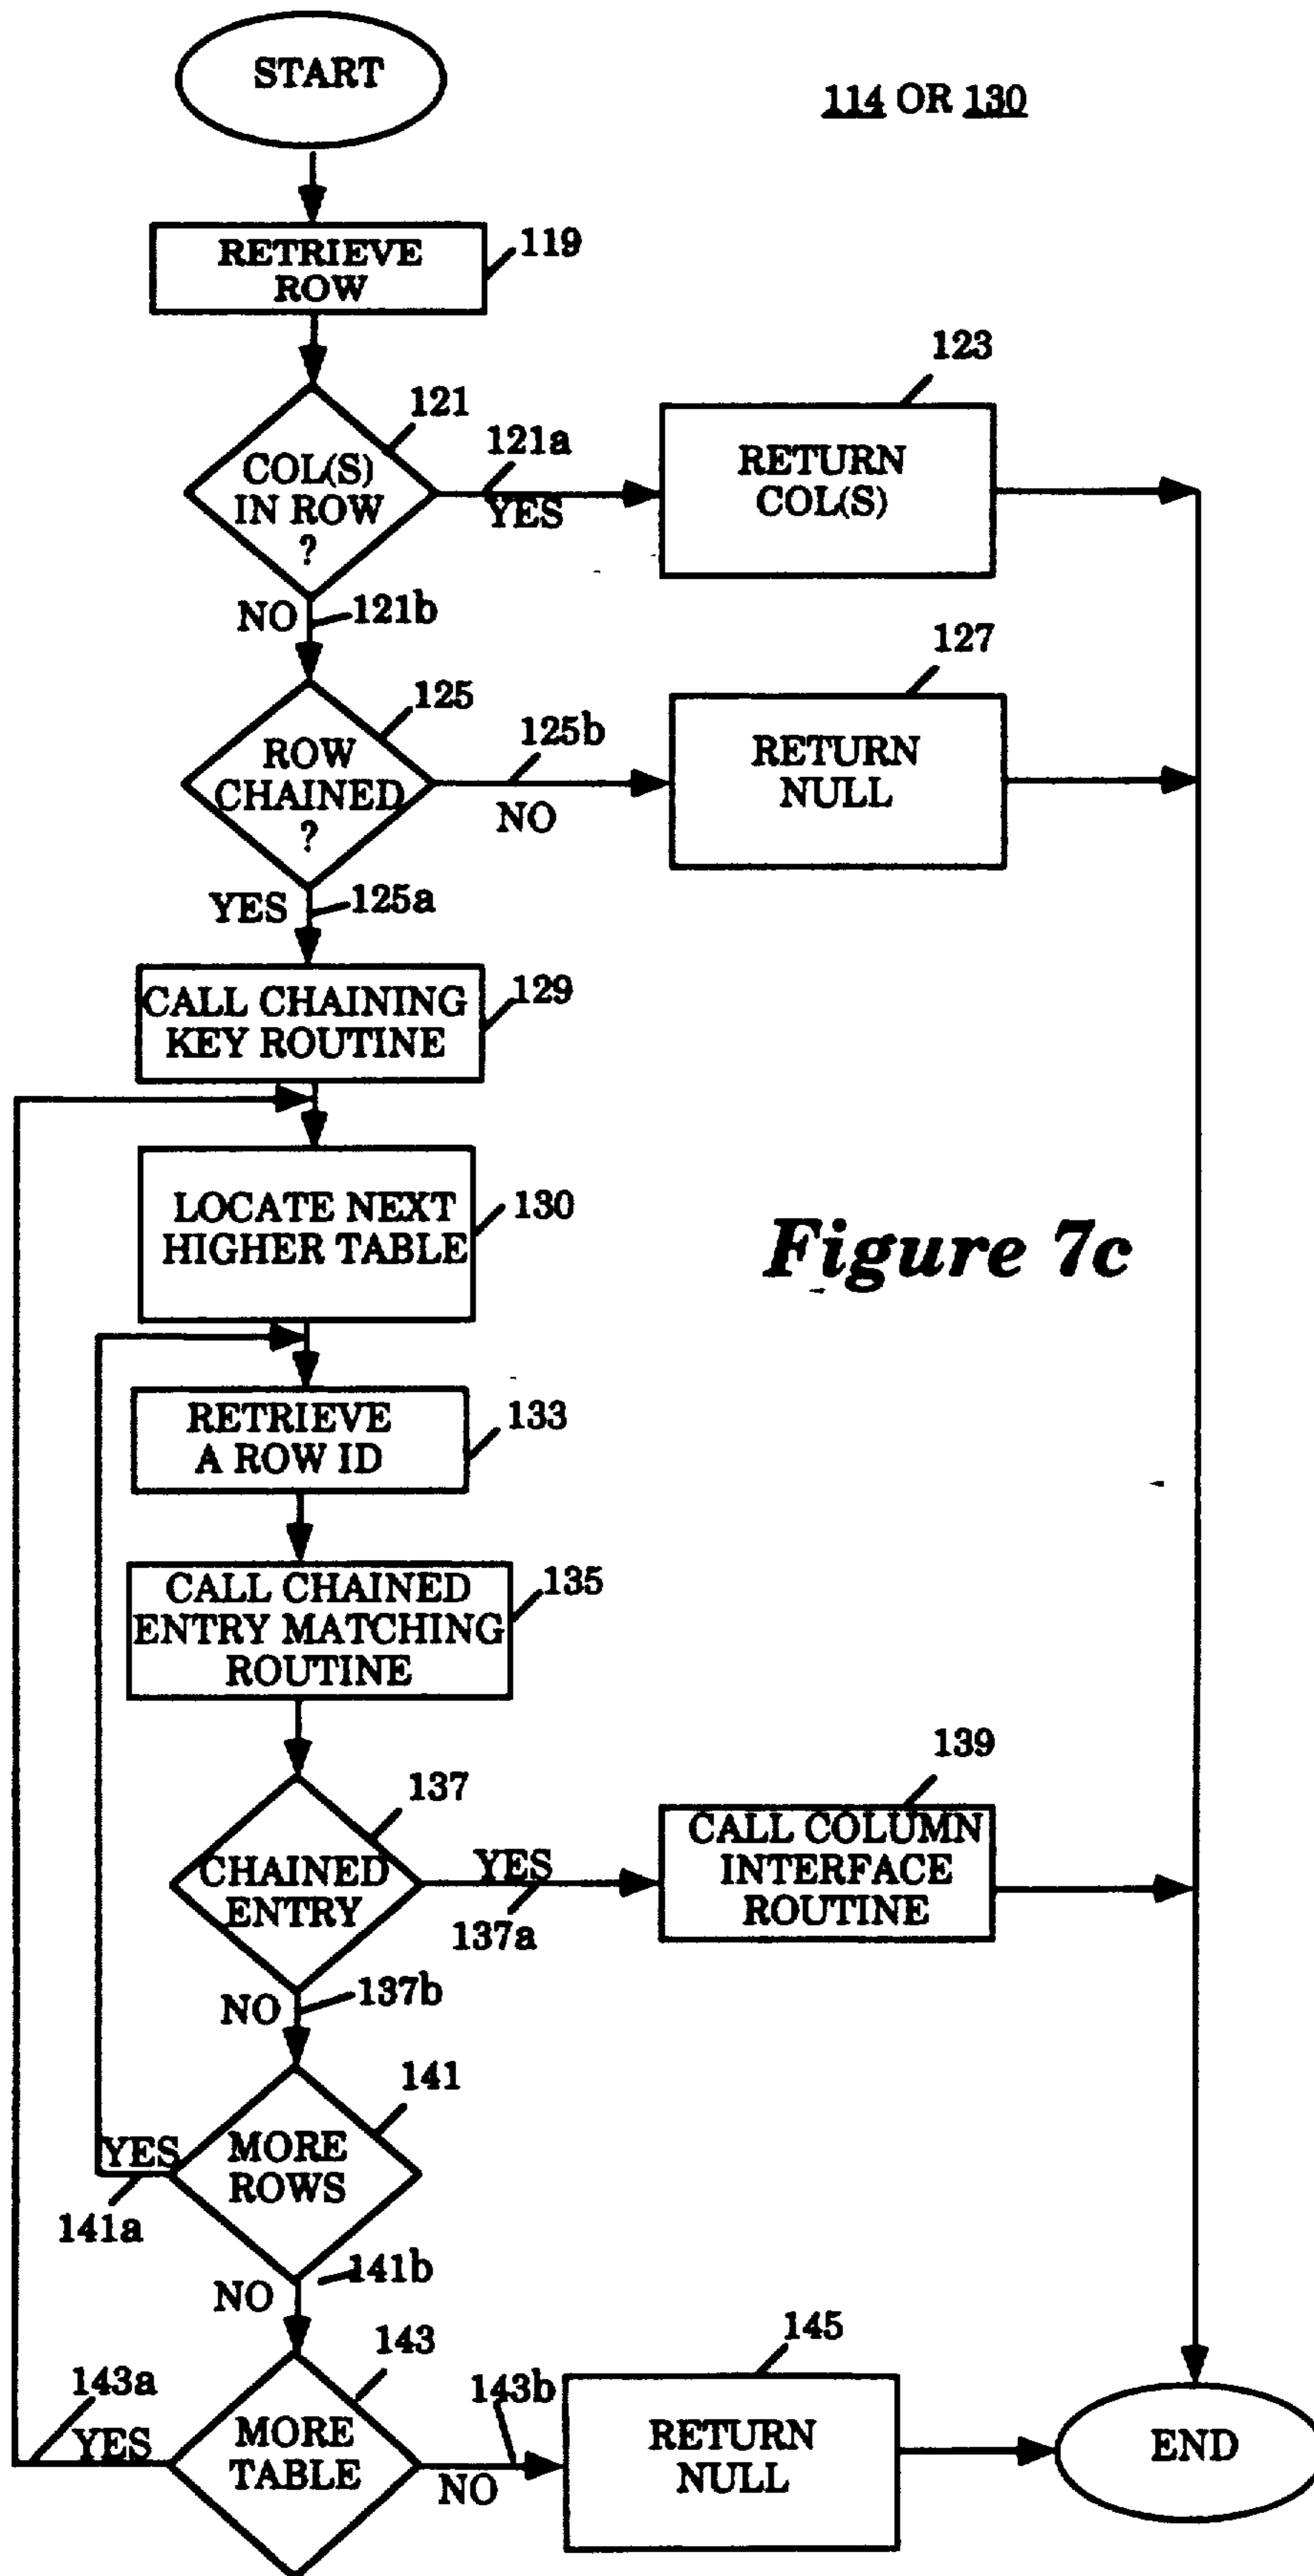 START
114 OR 130
RETRIEVE
ROW
119
121
COL(S)
IN ROW
?
121a
YES
123
RETURN
COL(S)
NO
121b
125
ROW
CHAINED
?
125b
NO
127
RETURN
NULL
YES
125a
CALL CHAINING
KEY ROUTINE
129
LOCATE NEXT
HIGHER TABLE
130
Figure 7c
RETRIEVE
A ROW ID
133
CALL CHAINED
ENTRY MATCHING
ROUTINE
135
137
CHAINED
ENTRY
YES
137a
139
CALL COLUMN
INTERFACE
ROUTINE
NO
137b
141
MORE
ROWS
YES
141a
NO
141b
143
MORE
TABLE
143a
YES
143b
NO
145
RETURN
NULL
END